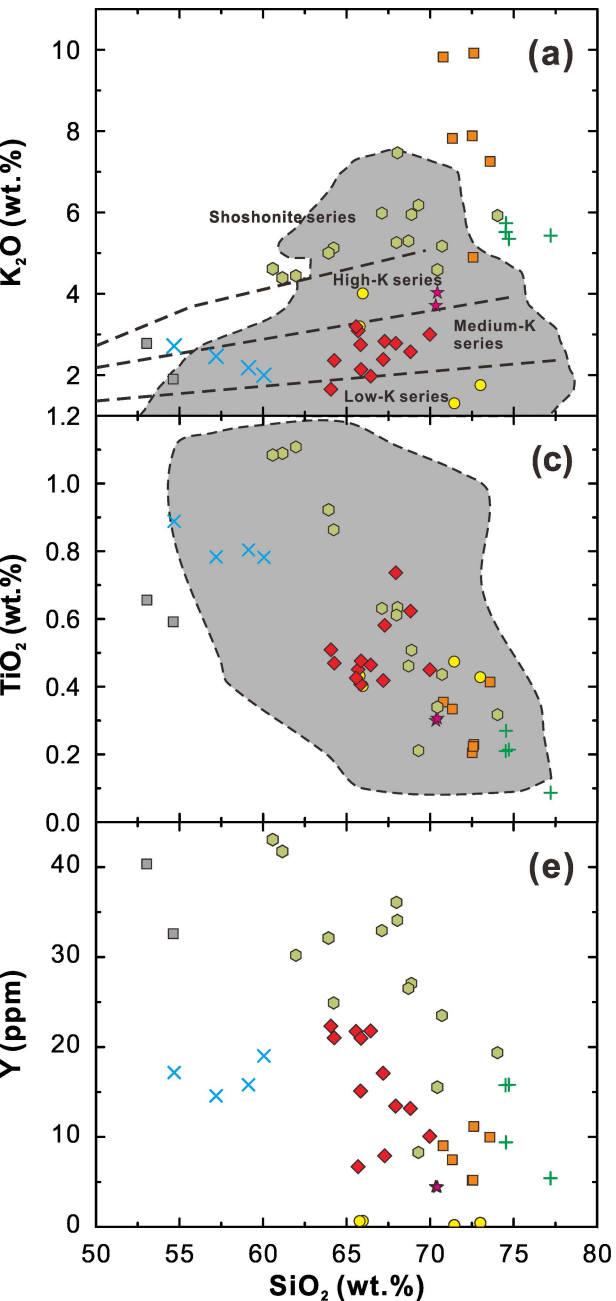 (a)
10
8
6
4
2
K₂O (wt.%)
Shoshonite series
High-K series
Medium-K
series
Low-K series
(c)
1.2
1.0
0.8
0.6
0.4
0.2
0.0
TiO₂ (wt.%)
(e)
40
30
20
10
0
Y (ppm)
50 55 60 65 70 75 80
SiO₂ (wt.%)